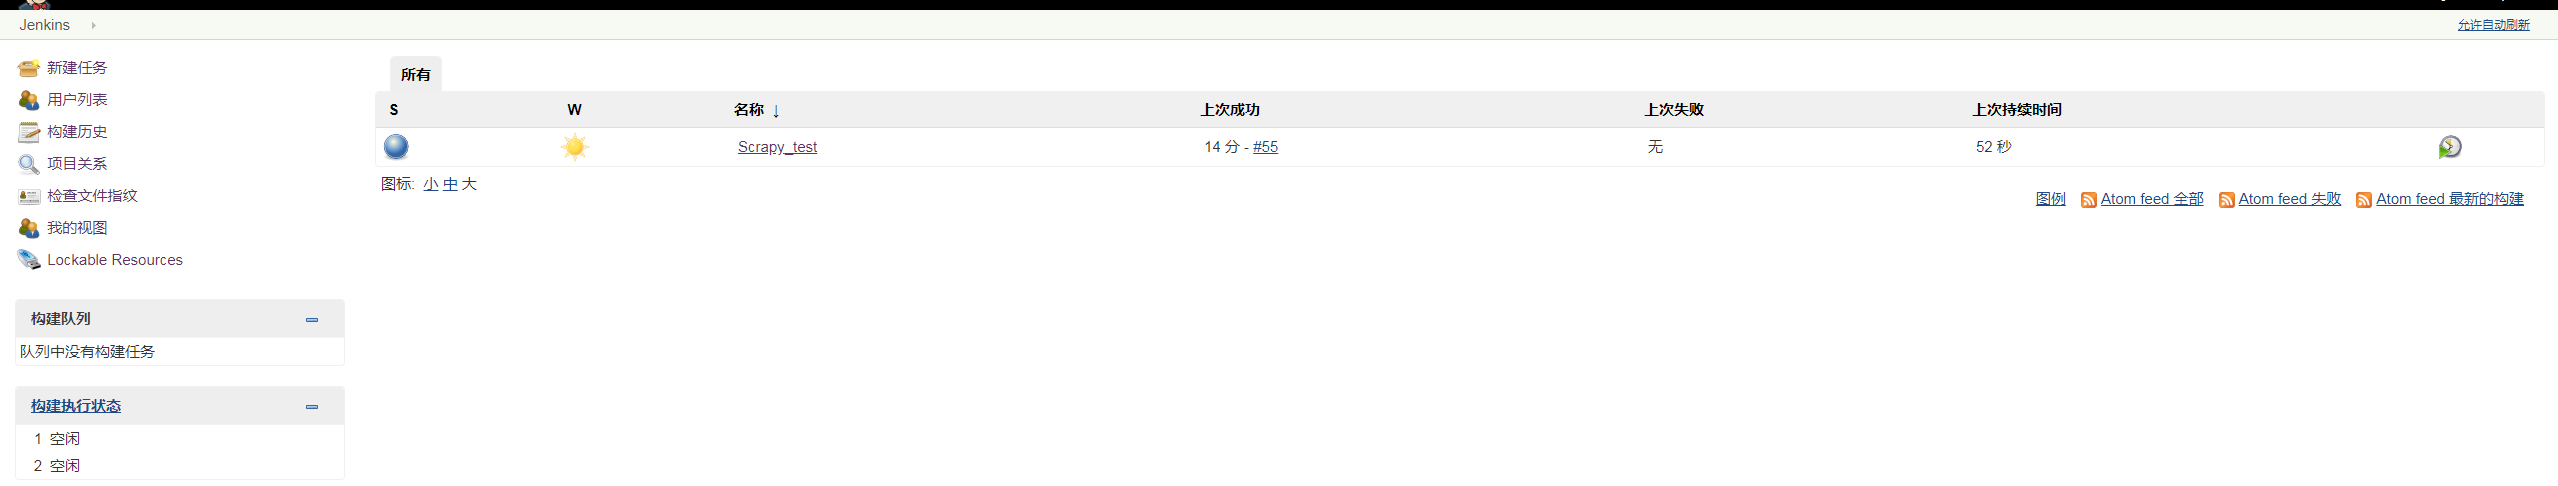 Jenkins
允许自动刷新
新建任务
用户列表
构建历史
项目关系
检查文件指纹
我的视图
Lockable Resources
构建队列
队列中没有构建任务
构建执行状态
1 空闲
2 空闲
所有
S W 名称 ↓ 上次成功 上次失败 上次持续时间
Scrapy_test 14 分 - #55 无 52 秒
图标: 小 中 大
图例 Atom feed 全部 Atom feed 失败 Atom feed 最新的构建